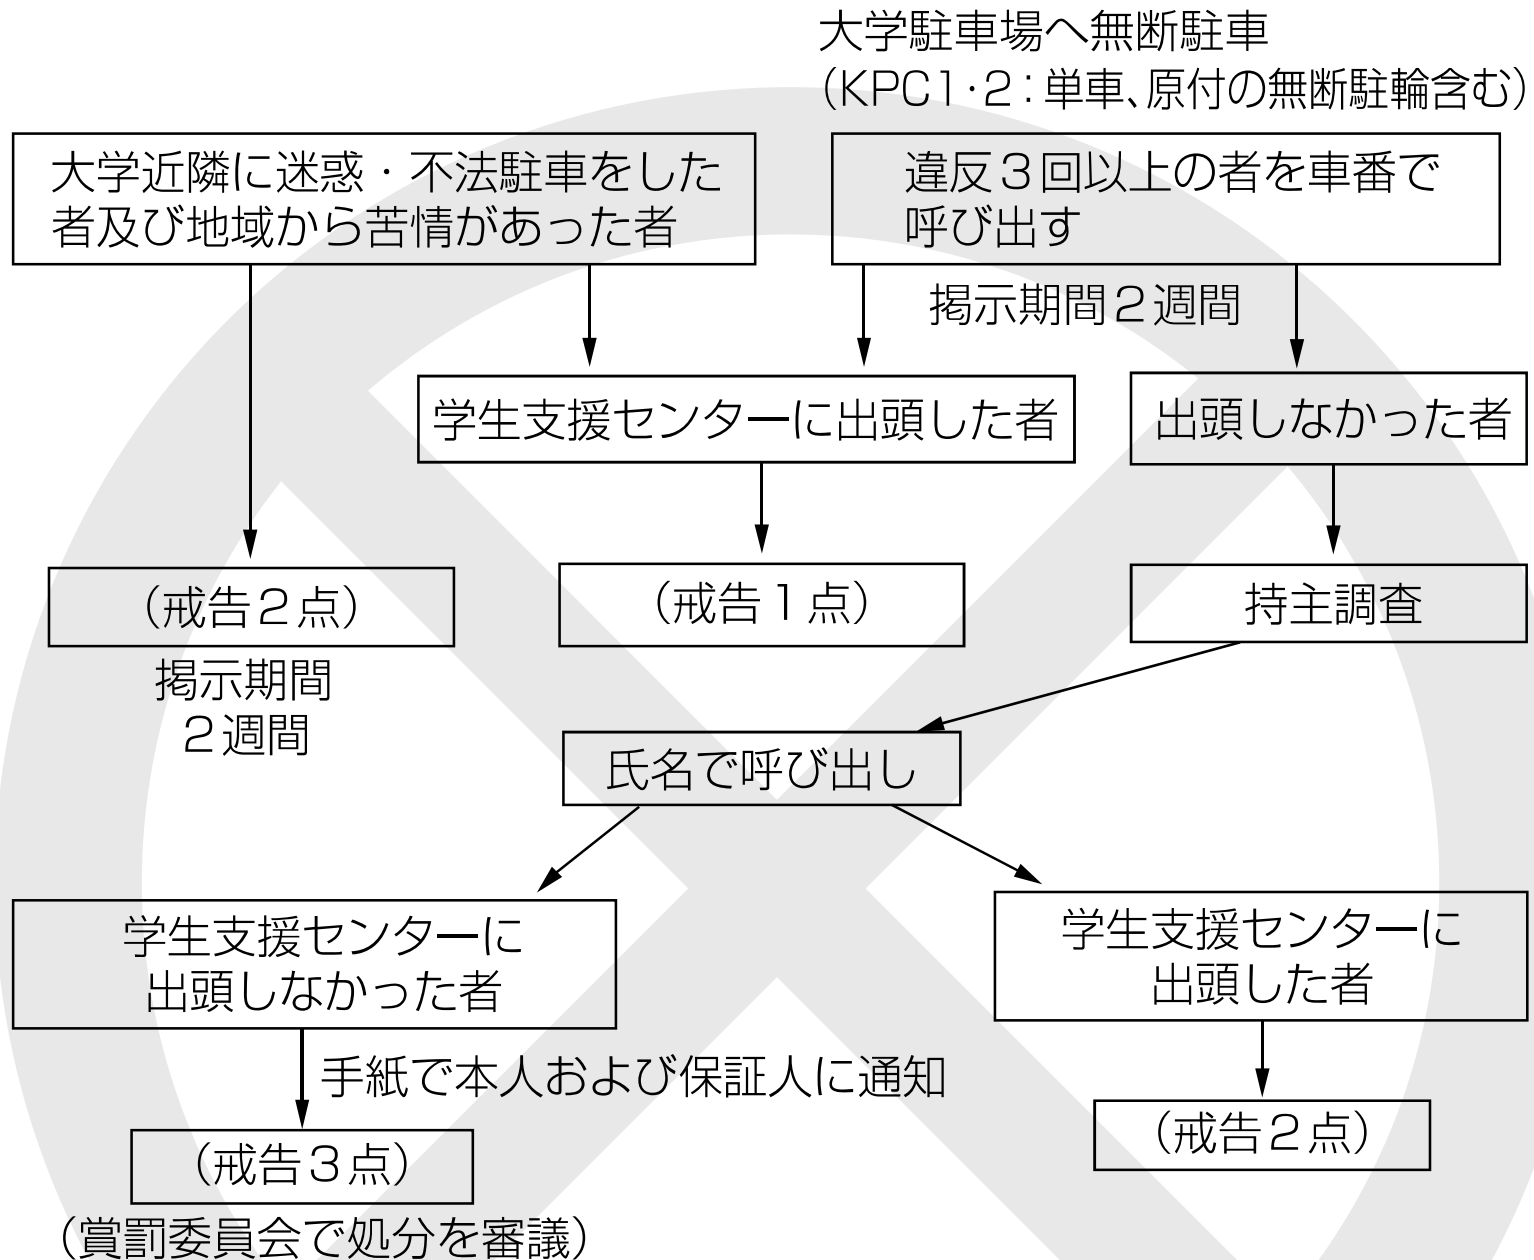 大学駐車場へ無断駐車
（KPC1・2：単車、原付の無断駐輪含む）
大学近隣に迷惑・不法駐車をした
者及び地域から苦情があった者
違反３回以上の者を車番で
呼び出す
掲示期間２週間
学生支援センターに出頭した者
出頭しなかった者
（戒告２点）
（戒告１点）
持主調査
掲示期間
２週間
氏名で呼び出し
学生支援センターに
出頭しなかった者
学生支援センターに
出頭した者
手紙で本人および保証人に通知
（戒告３点）
（戒告２点）
（賞罰委員会で処分を審議）